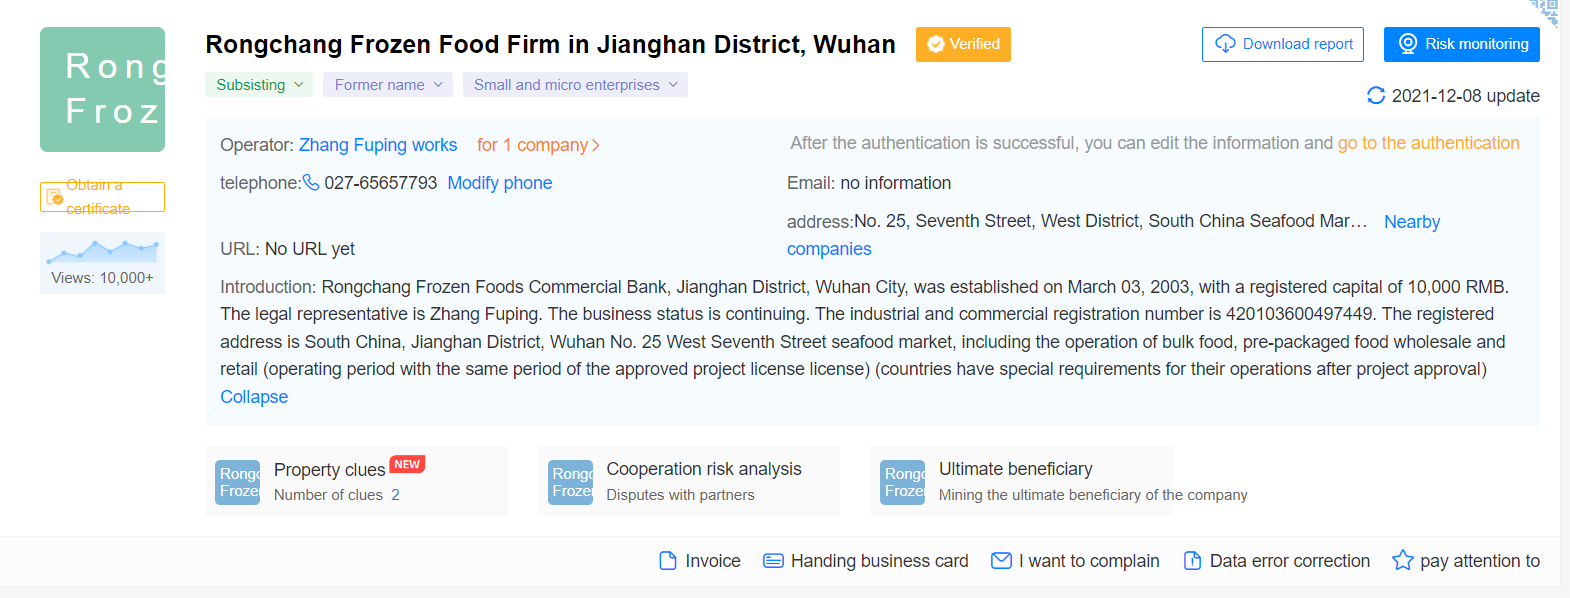 Rong
Froz
Rongchang Frozen Food Firm in Jianghan District, Wuhan
Verified
Download report
Risk monitoring
Subsisting
Former name
Small and micro enterprises
2021-12-08 update
Obtain a
certificate
Views: 10,000+
Operator: Zhang Fuping works for 1 company
After the authentication is successful, you can edit the information and go to the authentication
telephone: 027-65657793 Modify phone
Email: no information
address:No. 25, Seventh Street, West District, South China Seafood Mar… Nearby
companies
URL: No URL yet
Introduction: Rongchang Frozen Foods Commercial Bank, Jianghan District, Wuhan City, was established on March 03, 2003, with a registered capital of 10,000 RMB.
The legal representative is Zhang Fuping. The business status is continuing. The industrial and commercial registration number is 420103600497449. The registered
address is South China, Jianghan District, Wuhan No. 25 West Seventh Street seafood market, including the operation of bulk food, pre-packaged food wholesale and
retail (operating period with the same period of the approved project license license) (countries have special requirements for their operations after project approval)
Collapse
Rongc
Frozen
Property clues NEW
Number of clues 2
Rongc
Frozen
Cooperation risk analysis
Disputes with partners
Rongc
Frozen
Ultimate beneficiary
Mining the ultimate beneficiary of the company
Invoice
Handing business card
I want to complain
Data error correction
pay attention to